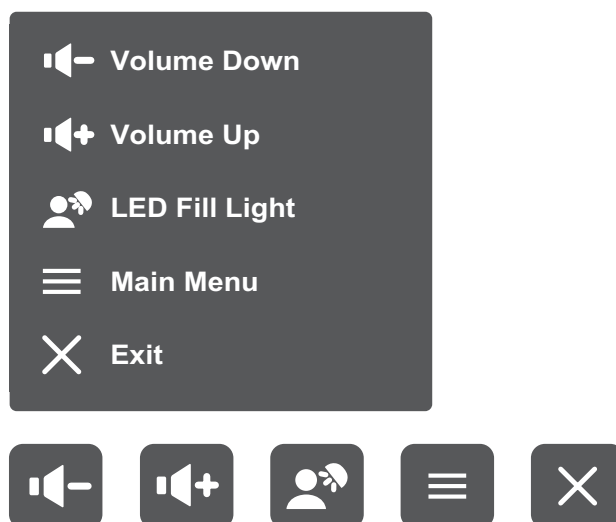 Volume Down
Volume Up
LED Fill Light
Main Menu
Exit